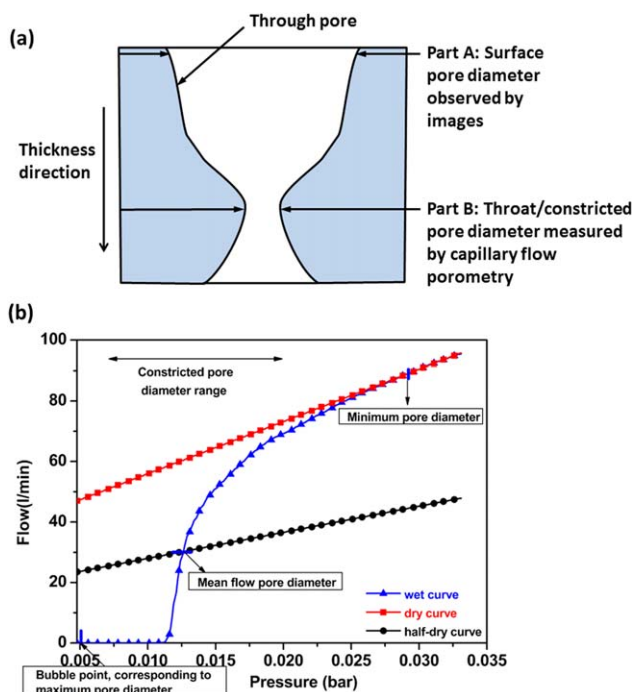 (a)
Through pore
Part A: Surface
pore diameter
observed by
images
Thickness
direction
Part B: Throat/constricted
pore diameter measured
by capillary flow
porometry
(b)
100
80
60
40
20
0
Flow(l/min)
Constricted pore
diameter range
Minimum pore diameter
Mean flow pore diameter
wet curve
dry curve
half-dry curve
0.005 0.010 0.015 0.020 0.025 0.030 0.035
Pressure (bar)
Bubble point, corresponding to
maximum pore diameter